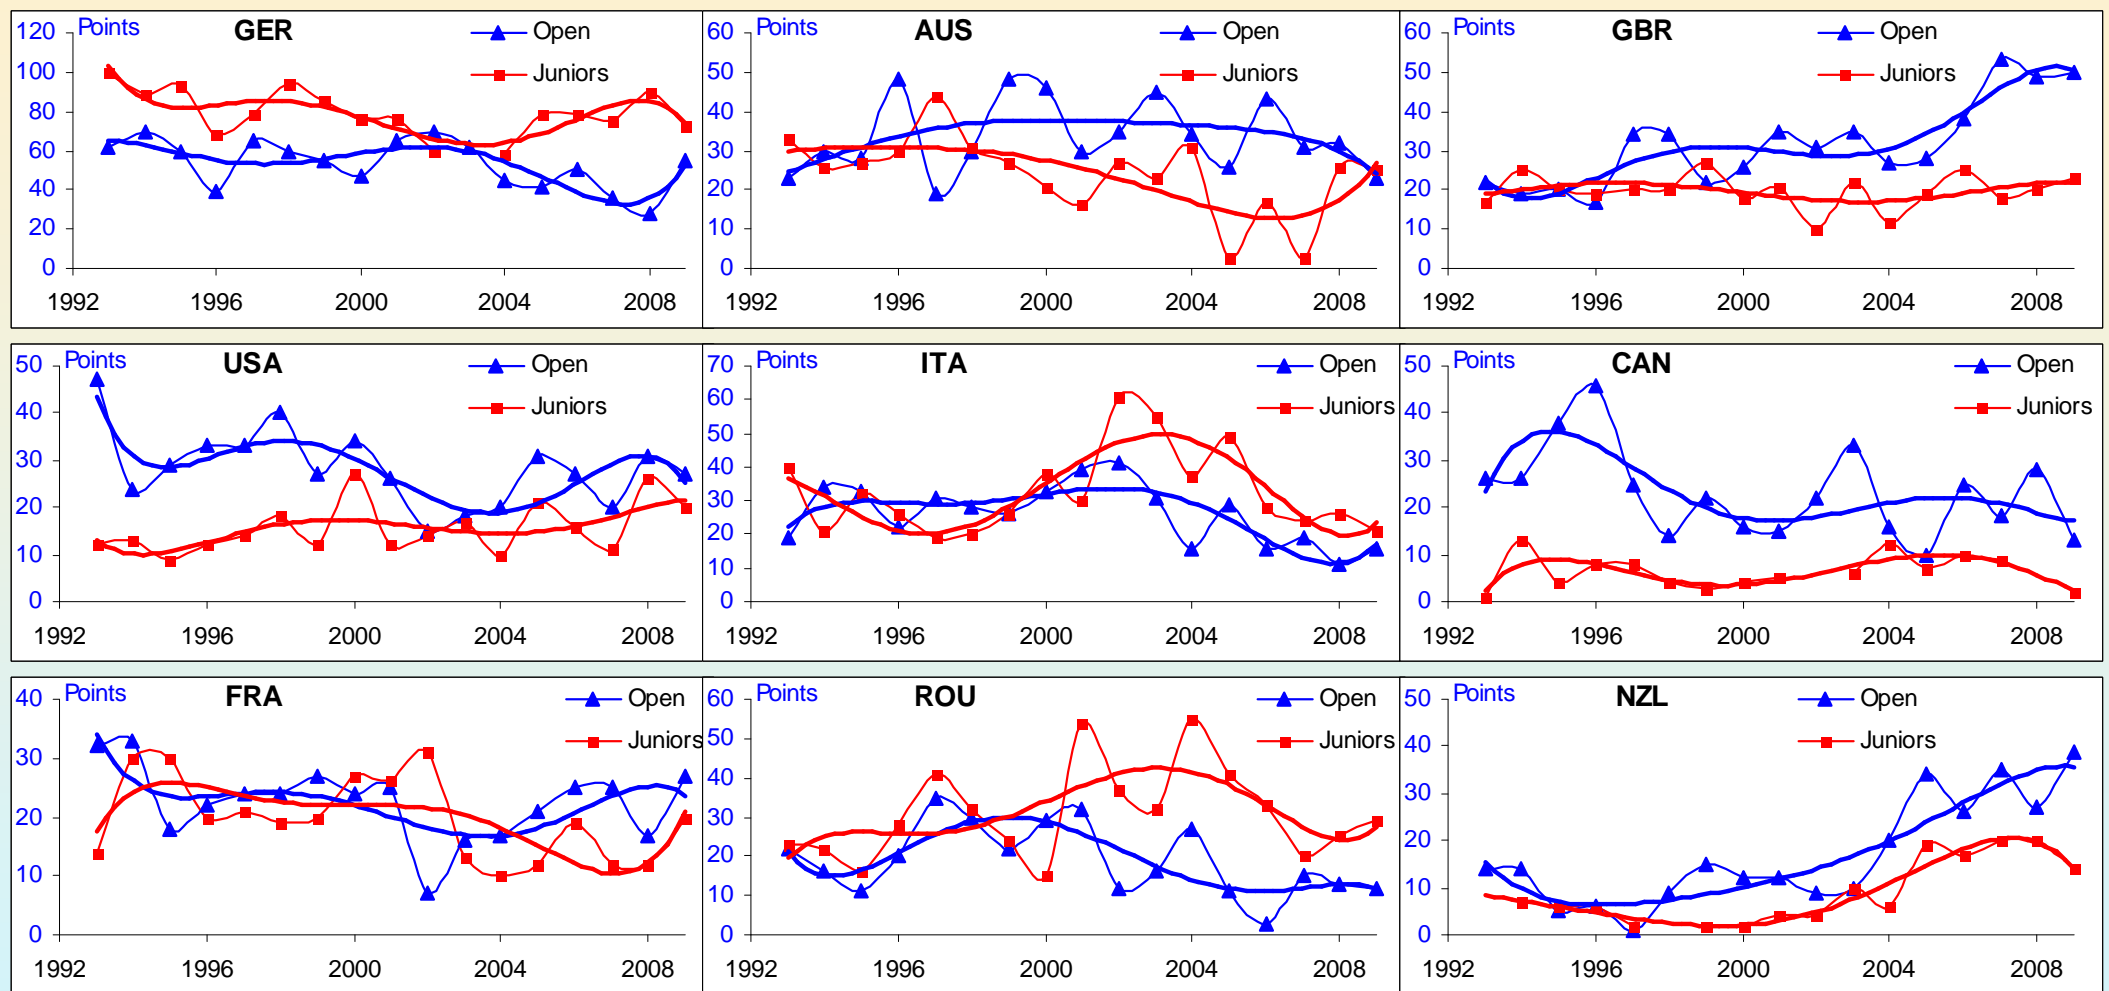 120 Points GER Open
100 Juniors
80
60
40
20
0
1992 1996 2000 2004 2008
60 Points AUS Open
50 Juniors
40
30
20
10
0
1992 1996 2000 2004 2008
60 Points GBR Open
50 Juniors
40
30
20
10
0
1992 1996 2000 2004 2008
50 Points USA Open
40 Juniors
30
20
10
0
1992 1996 2000 2004 2008
70 Points ITA Open
60 Juniors
50
40
30
20
10
0
1992 1996 2000 2004 2008
50 Points CAN Open
40 Juniors
30
20
10
0
1992 1996 2000 2004 2008
40 Points FRA Open
Juniors
30
20
10
0
1992 1996 2000 2004 2008
60 Points ROU Open
50 Juniors
40
30
20
10
0
1992 1996 2000 2004 2008
50 Points NZL Open
40 Juniors
30
20
10
0
1992 1996 2000 2004 2008